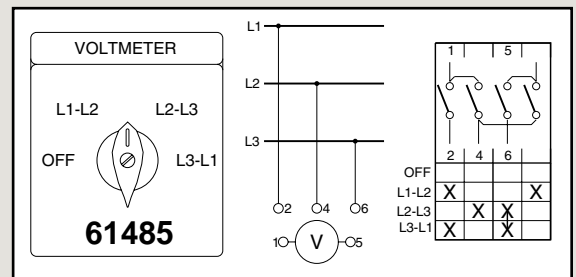 VOLTMETER
L1-L2 L2-L3
OFF L3-L1
61485
L1
L2
L3
2 4 6
1 V 5
1 5
2 4 6
OFF
L1-L2 X X
L2-L3 X X
L3-L1 X X